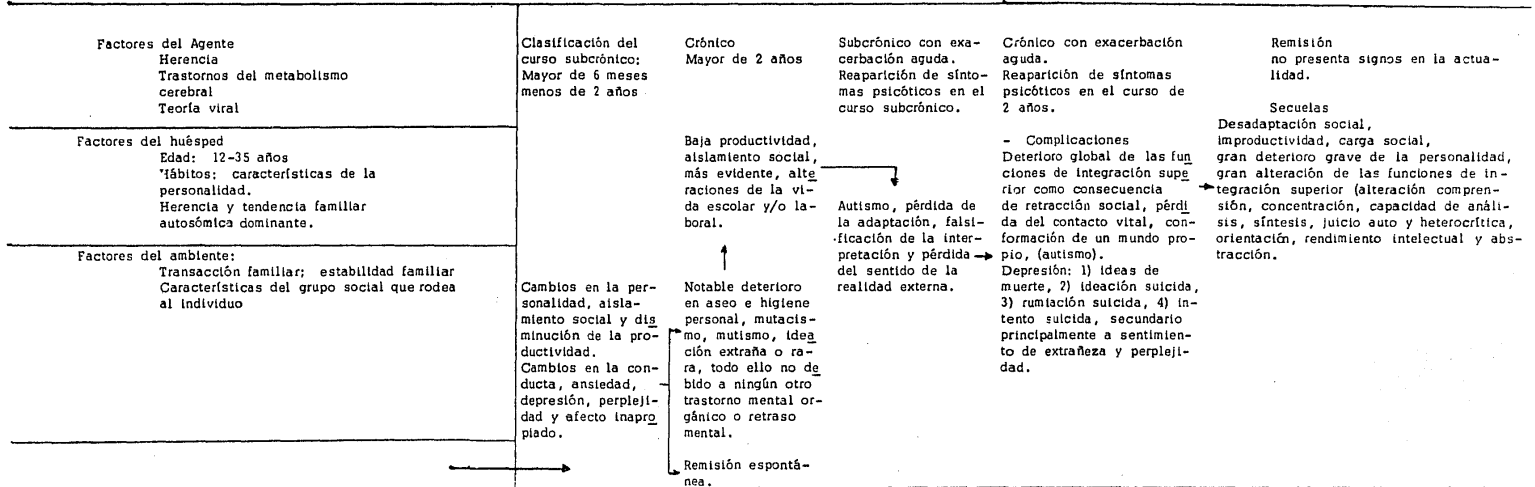 Factores del Agente
Herencia
Trastornos del metabolismo
cerebral
Teoría viral
Factores del huésped
Edad: 12-35 años
Hábitos: características de la
personalidad.
Herencia y tendencia familiar
autosómica dominante.
Factores del ambiente:
Transacción familiar; estabilidad familiar
Características del grupo social que rodea
al individuo
Clasificación del
curso subcrónico:
Mayor de 6 meses
menos de 2 años
Cambios en la per-
sonalidad, aisla-
miento social y dis
minución de la pro-
ductividad.
Cambios en la con-
ducta, ansiedad,
depresión, perpleji-
dad y afecto inapro
piado.
Crónico
Mayor de 2 años
Baja productividad,
aislamiento social,
más evidente, alte
raciones de la vi-
da escolar y/o la-
boral.
Notable deterioro
en aseo e higiene
personal, mutacis-
mo, mutismo, idea
ción extraña o ra-
ra, todo ello no de
bido a ningún otro
trastorno mental or-
gánico o retraso
mental.
Remisión espontá-
nea.
Subcrónico con exa-
cerbación aguda.
Reaparición de sínto-
mas psicóticos en el
curso subcrónico.
Autismo, pérdida de
la adaptación, falsi-
ficación de la inter-
pretación y pérdida
del sentido de la
realidad externa.
Crónico con exacerbación
aguda.
Reaparición de síntomas
psicóticos en el curso de
2 años.
- Complicaciones
Deterioro global de las fun
ciones de integración supe
rior como consecuencia
de retracción social, pérdi
da del contacto vital, con-
formación de un mundo pro-
pio, (autismo).
Depresión: 1) ideas de
muerte, 2) ideación suicida,
3) rumiación suicida, 4) in-
tento suicida, secundario
principalmente a sentimien-
to de extrañeza y perpleji-
dad.
Remisión
no presenta signos en la actua-
lidad.
Secuelas
Desadaptación social,
improductividad, carga social,
gran deterioro grave de la personalidad,
gran alteración de las funciones de in-
tegración superior (alteración compren-
sión, concentración, capacidad de análi-
sis, síntesis, juicio auto y heterocrítica,
orientación, rendimiento intelectual y abs-
tracción.